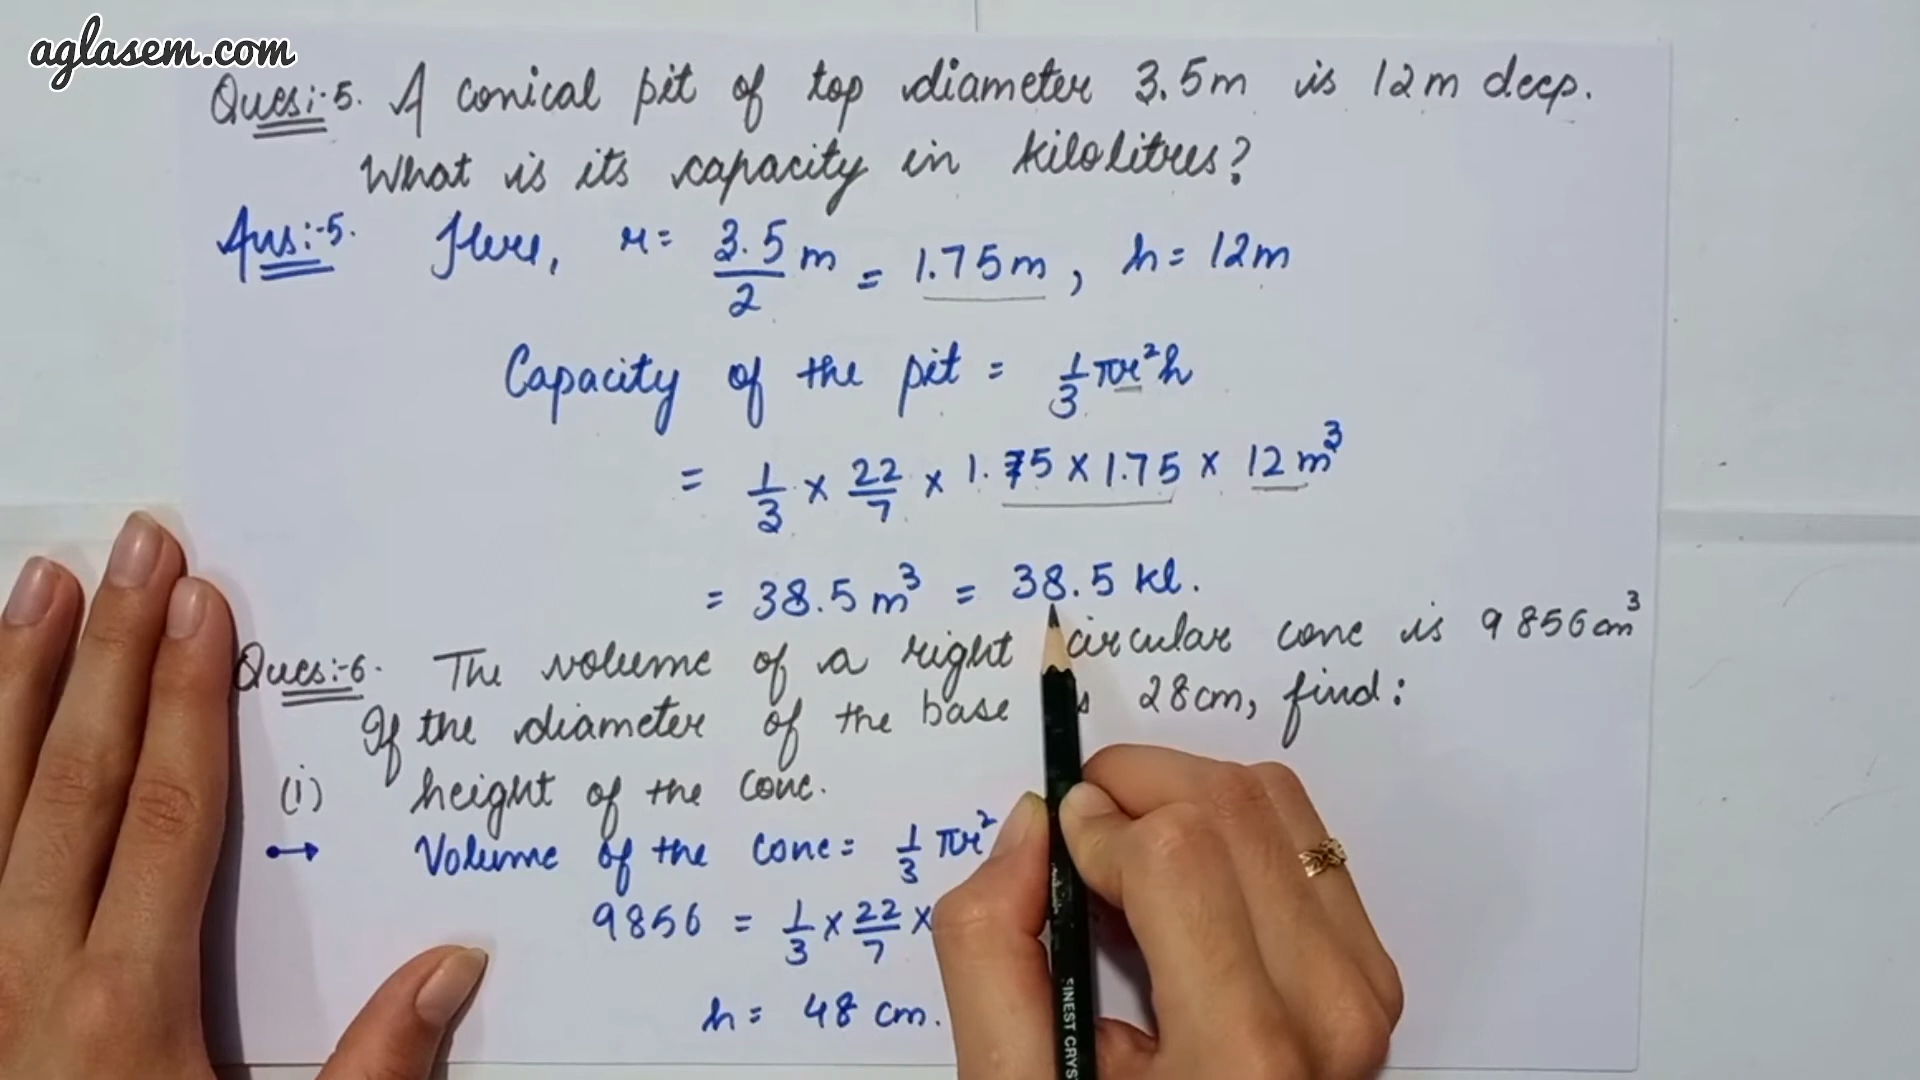 aglasem.com
Ques:-5. A conical pit of top diameter 3.5m is 12m deep.
What is its capacity in kilolitres?
Ans:-5. Here, r = 3.5/2 m = 1.75m, h = 12m
Capacity of the pit = 1/3 πr²h
= 1/3 × 22/7 × 1.75 × 1.75 × 12 m³
= 38.5 m³ = 38.5 kl.
Ques:-6. The volume of a right circular cone is 9856 cm³
If the diameter of the base 28cm, find:
(i) height of the cone.
→ Volume of the cone = 1/3 πr²
9856 = 1/3 × 22/7 ×
h = 48 cm.
FINEST CRYS